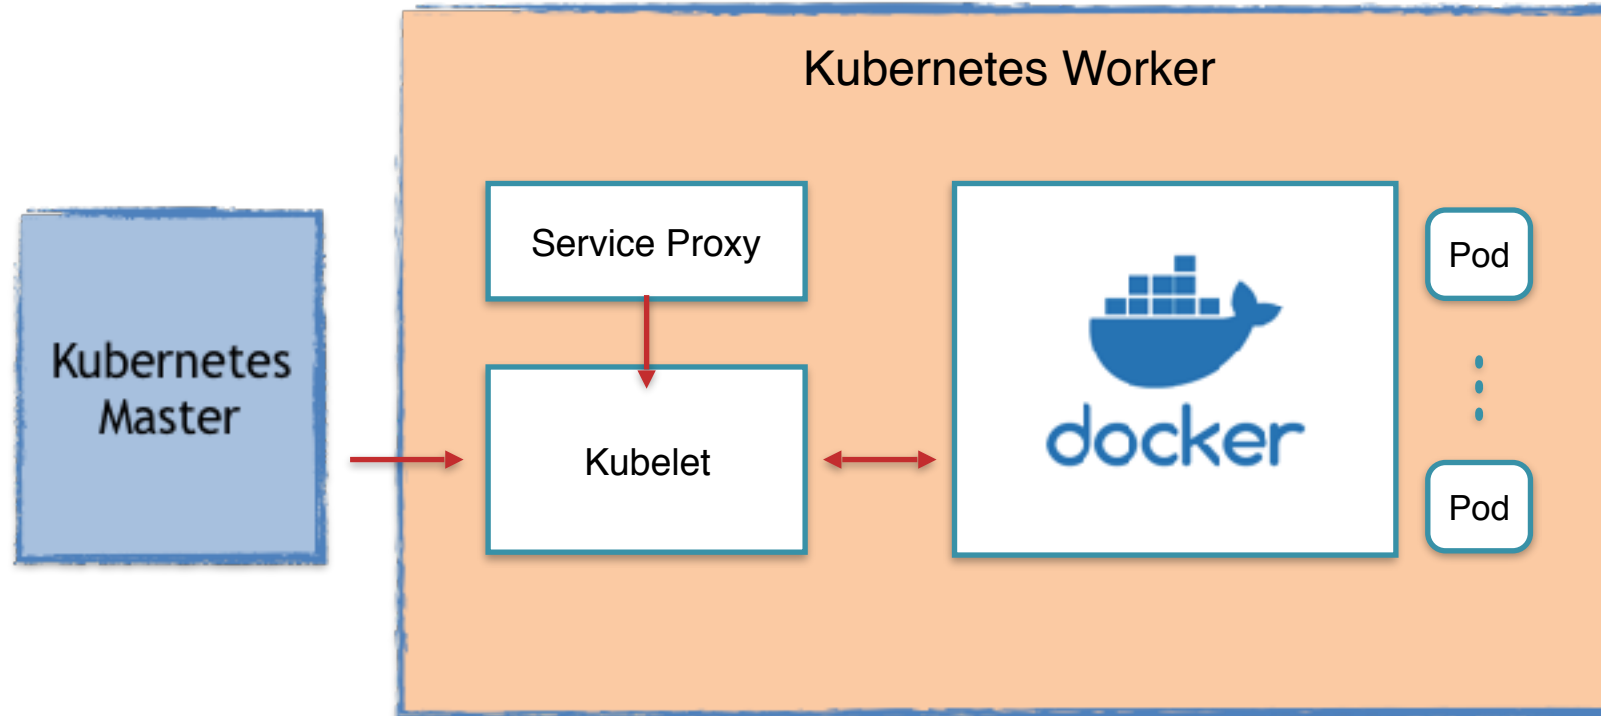 Kubernetes Worker
Kubernetes
Master
Service Proxy
Kubelet
docker
Pod
Pod